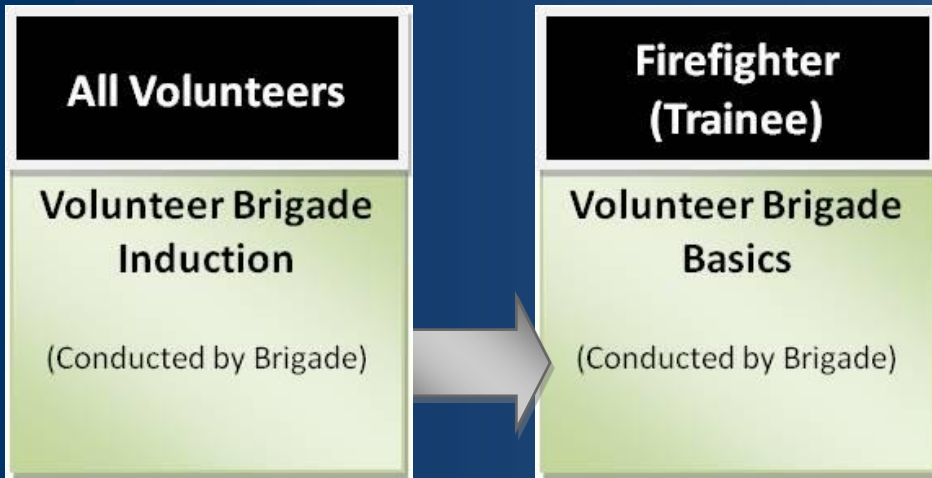 All Volunteers
Volunteer Brigade
Induction
(Conducted by Brigade)
Firefighter
(Trainee)
Volunteer Brigade
Basics
(Conducted by Brigade)